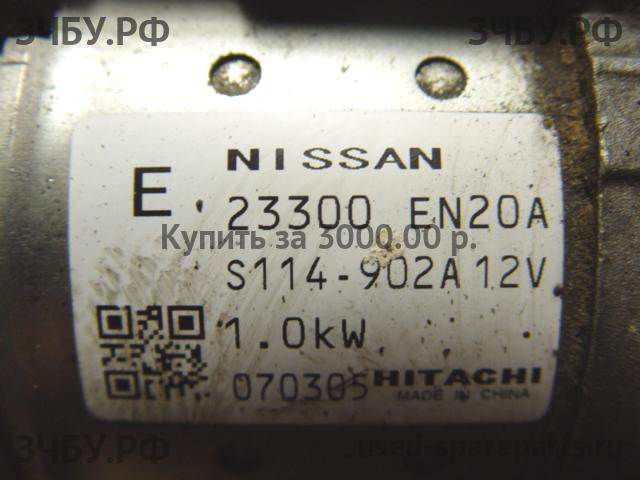 ЗЧБУ.РФ ЗЧБУ.РФ
NISSAN
E. 23300 EN20A
Купить за 3000.00 р.
S114-902A 12V
1.0kW
070305 HITACHI
MADE IN CHINA
ЗЧБУ.РФ used-spareparts.ru